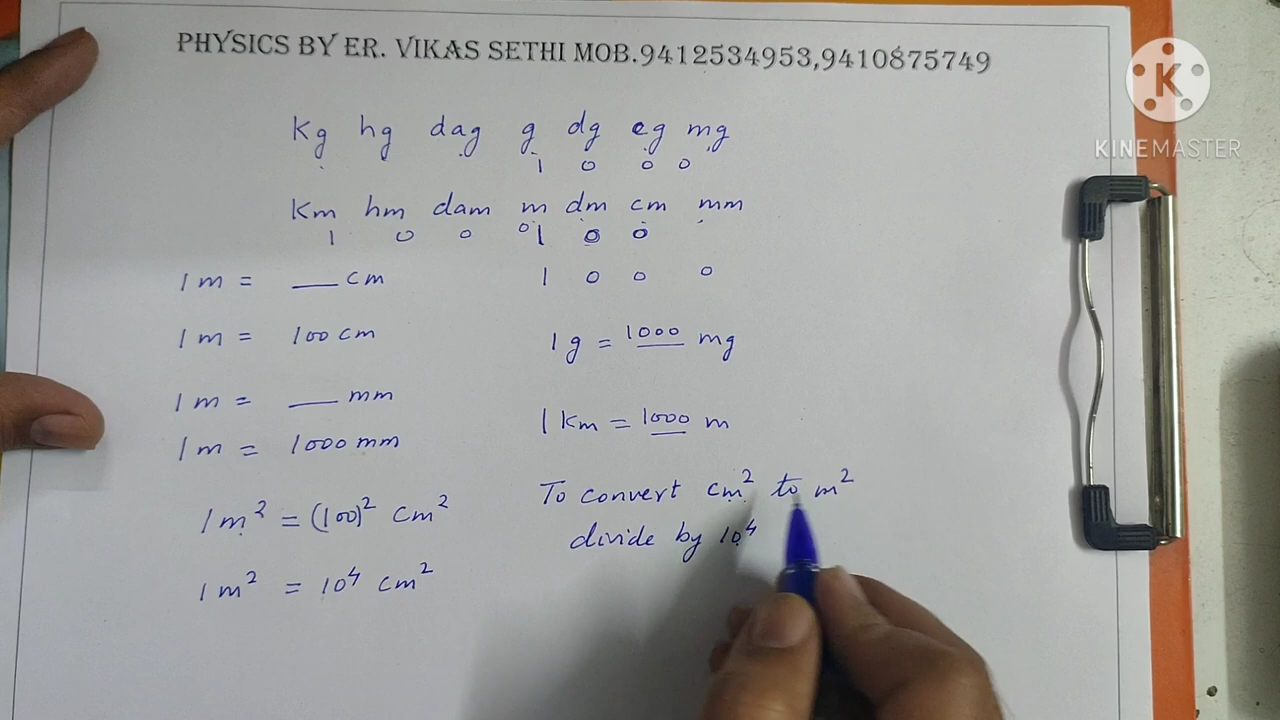 PHYSICS BY ER. VIKAS SETHI MOB.9412534953,9410875749
K
KINEMASTER
Kg hg dag g dg cg mg
1 0 0 0
Km hm dam m dm cm mm
1 0 0 0 1 0 0
1 0 0 0
1 m = __ cm
1 m = 100 cm
1 m = __ mm
1 m = 1000 mm
1 m² = (100)² cm²
1 m² = 10⁴ cm²
1 g = 1000 mg
1 Km = 1000 m
To convert cm² to m²
divide by 10⁴